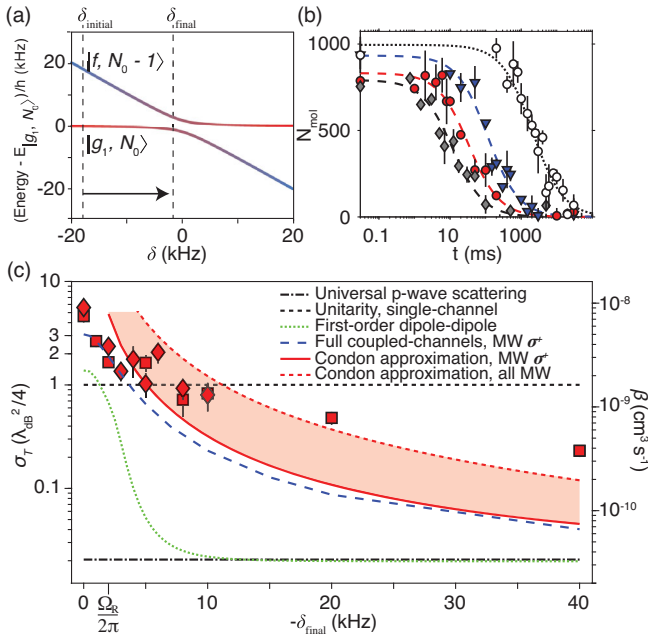 (a)
δinitial
δfinal
(Energy - E|g₁, N₀⟩)/h (kHz)
20
0
-20
|f, N₀ - 1⟩
|g₁, N₀⟩
-20
0
20
δ (kHz)
(b)
1000
500
0
Nmol
0.1
10
1000
t (ms)
(c)
10
5
3
2
1
0.1
σT (λdB²/4)
Universal p-wave scattering
Unitarity, single-channel
First-order dipole-dipole
Full coupled-channels, MW σ⁺
Condon approximation, MW σ⁺
Condon approximation, all MW
10⁻⁸
10⁻⁹
10⁻¹⁰
β (cm³ s⁻¹)
0
ΩR
2π
10
20
30
40
-δfinal (kHz)